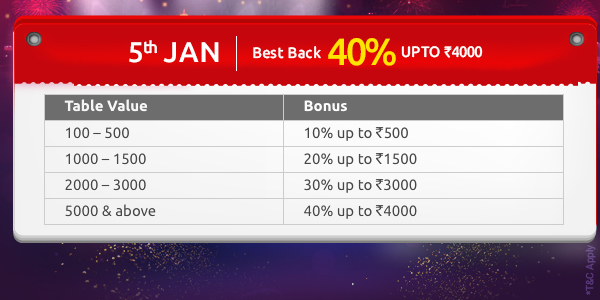 5th JAN Best Back 40% UPTO ₹4000
Table Value Bonus
100 – 500 10% up to ₹500
1000 – 1500 20% up to ₹1500
2000 – 3000 30% up to ₹3000
5000 & above 40% up to ₹4000
*T&C Apply